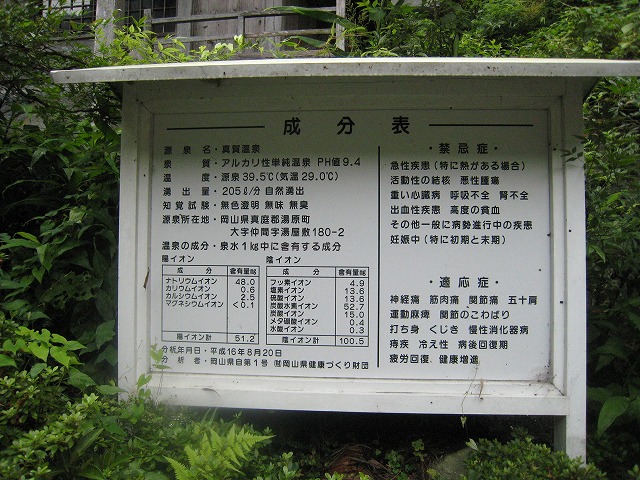 成分表
源泉名・真賀温泉
泉質・アルカリ性単純温泉 PH値9.4
温度・源泉39.5℃(気温29.0℃)
湧出量・205ℓ/分 自然湧出
知覚試験・無色澄明 無味 無臭
源泉所在地・岡山県真庭郡湯原町
大字仲間字湯屋敷180-2
温泉の成分・泉水1kg中に含有する成分
陽イオン
成分 含有量mg
ナトリウムイオン 48.0
カリウムイオン 0.6
カルシウムイオン 2.5
マグネシウムイオン <0.1
陽イオン計 51.2
陰イオン
成分 含有量mg
フッ素イオン 4.9
塩素イオン 13.6
硫酸イオン 13.6
炭酸水素イオン 52.7
炭酸イオン 15.0
メタ硼酸イオン 0.4
水酸イオン 0.3
陰イオン計 100.5
分析年月日・平成16年8月20日
分析者・岡山県自第1号 ㈶岡山県健康づくり財団
・禁忌症・
急性疾患(特に熱がある場合)
活動性の結核 悪性腫瘍
重い心臓病 呼吸不全 腎不全
出血性疾患 高度の貧血
その他一般に病勢進行中の疾患
妊娠中(特に初期と末期)
・適応症・
神経痛 筋肉痛 関節痛 五十肩
運動麻痺 関節のこわばり
打ち身 くじき 慢性消化器病
痔疾 冷え性 病後回復期
疲労回復 健康増進